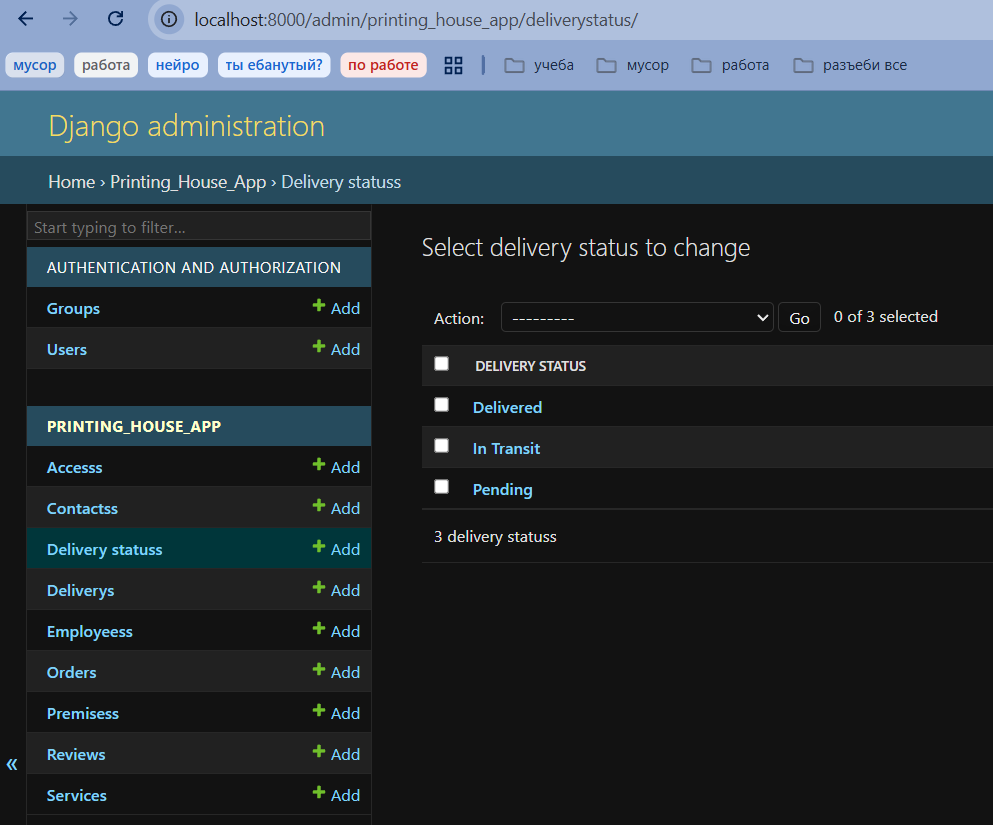 localhost:8000/admin/printing_house_app/deliverystatus/
мусор работа нейро ты ебанутый? по работе учеба мусор работа разъеби все
Django administration
Home › Printing_House_App › Delivery statuss
Start typing to filter...
AUTHENTICATION AND AUTHORIZATION
Groups + Add
Users + Add
PRINTING_HOUSE_APP
Accesss + Add
Contactss + Add
Delivery statuss + Add
Deliverys + Add
Employeess + Add
Orders + Add
Premisess + Add
Reviews + Add
Services + Add
«
Select delivery status to change
Action: --------- Go 0 of 3 selected
DELIVERY STATUS
Delivered
In Transit
Pending
3 delivery statuss